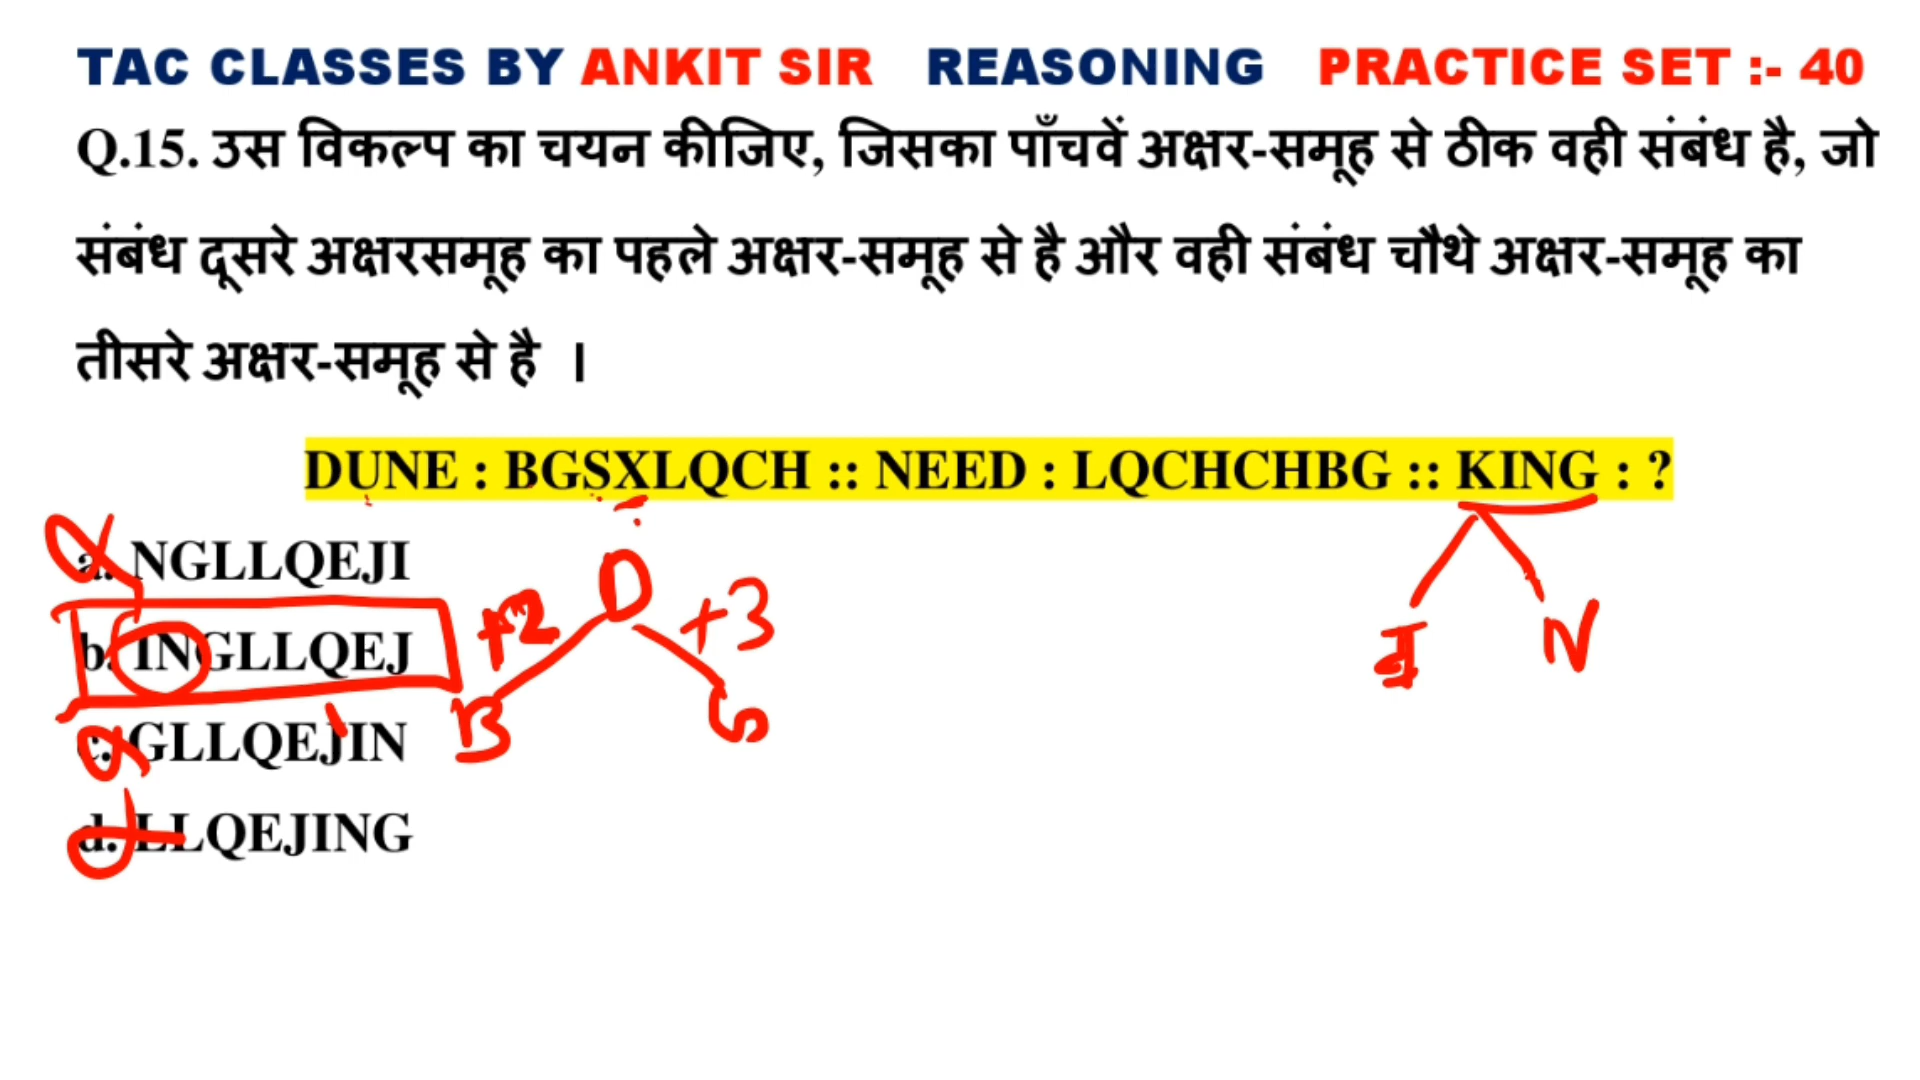 TAC CLASSES BY ANKIT SIR REASONING PRACTICE SET :- 40
Q.15. उस विकल्प का चयन कीजिए, जिसका पाँचवें अक्षर-समूह से ठीक वही संबंध है, जो
संबंध दूसरे अक्षरसमूह का पहले अक्षर-समूह से है और वही संबंध चौथे अक्षर-समूह का
तीसरे अक्षर-समूह से है ।
DUNE : BGSXLQCH :: NEED : LQCHCHBG :: KING : ?
a. NGLLQEJI
b. INGLLQEJ
c. GLLQEJIN
d. LLQEJING
D
+2 +3
B G
I N